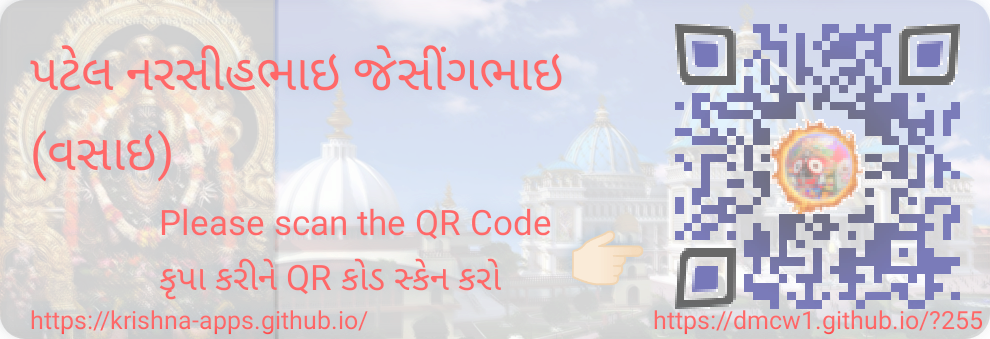 પટેલ નરસીહભાઇ જેસીંગભાઇ
(વસાઇ)
Please scan the QR Code
કૃપા કરીને QR કોડ સ્કેન કરો
https://krishna-apps.github.io/
https://dmcw1.github.io/?255